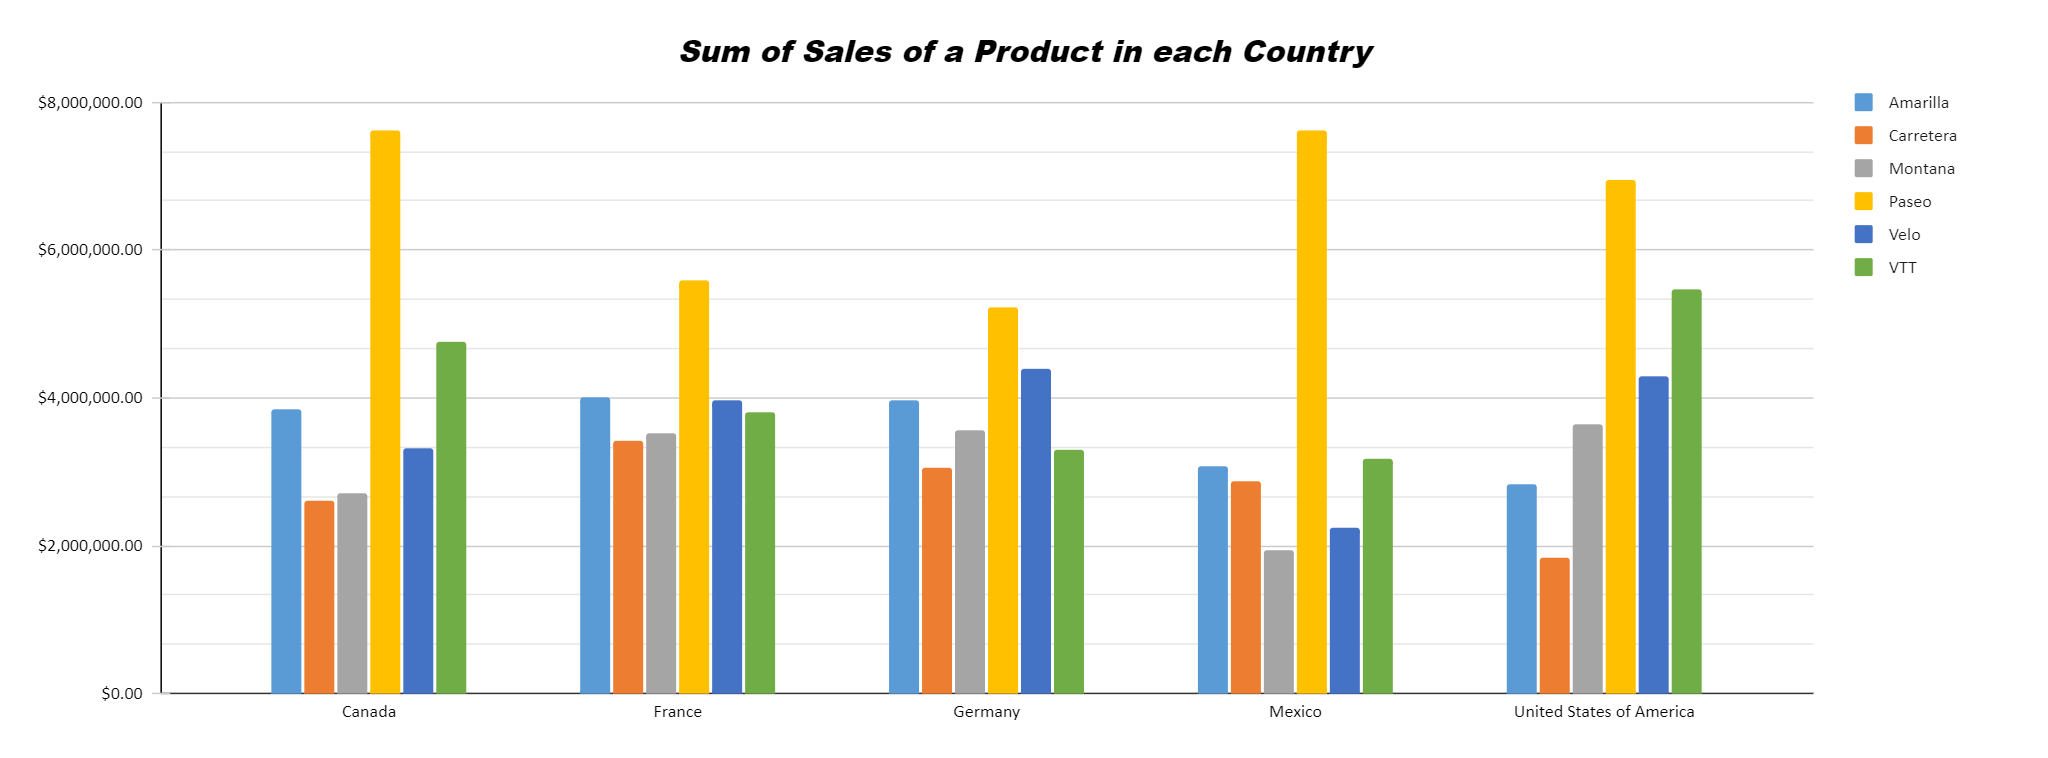 Sum of Sales of a Product in each Country
$8,000,000.00
$6,000,000.00
$4,000,000.00
$2,000,000.00
$0.00
Canada
France
Germany
Mexico
United States of America
Amarilla
Carretera
Montana
Paseo
Velo
VTT